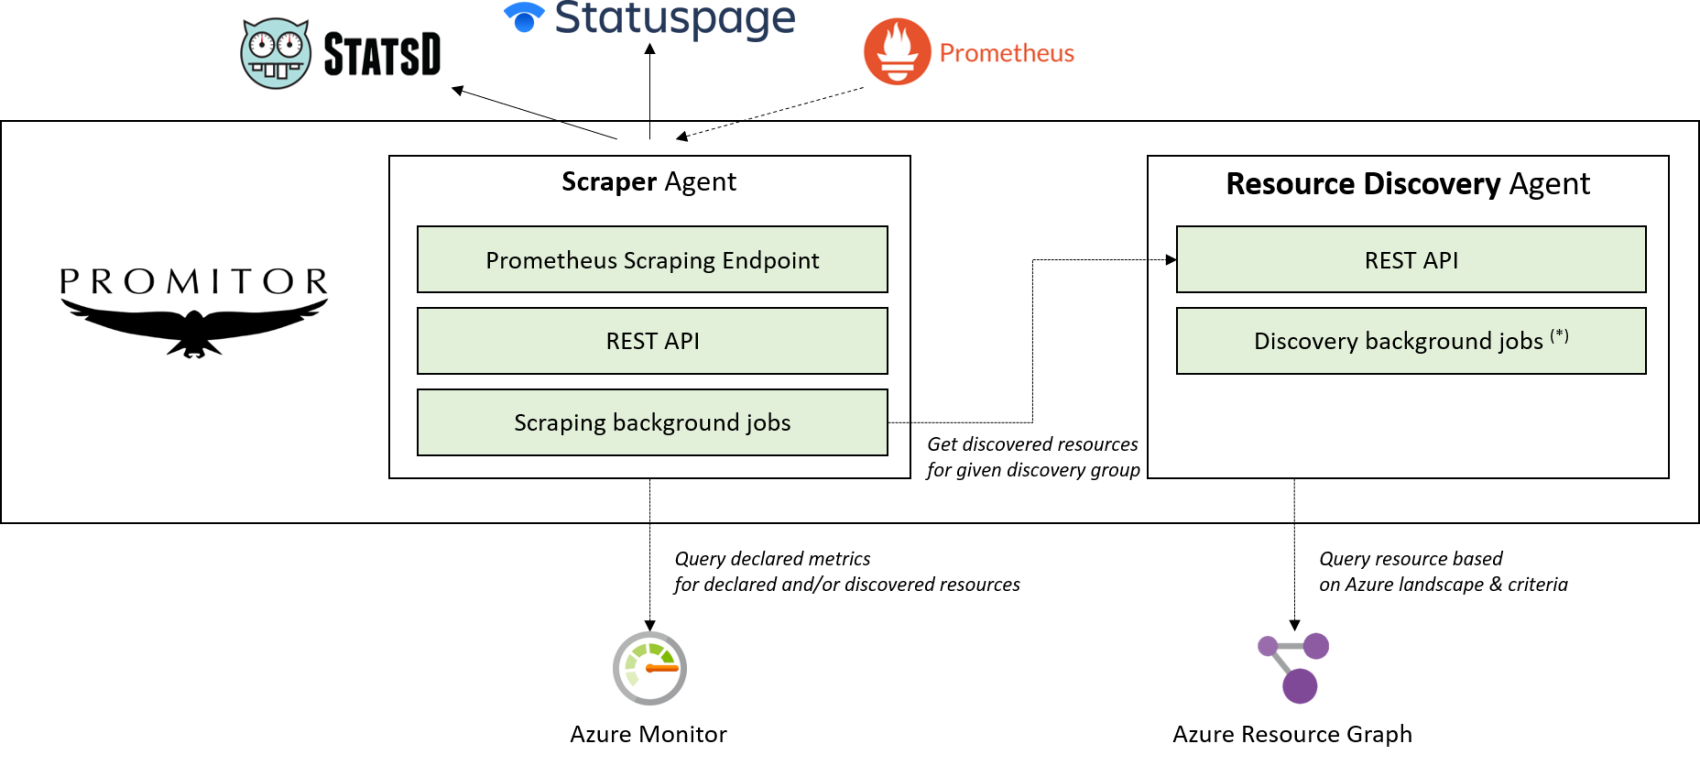 STATSD
Statuspage
Prometheus
PROMITOR
Scraper Agent
Prometheus Scraping Endpoint
REST API
Scraping background jobs
Get discovered resources
for given discovery group
Resource Discovery Agent
REST API
Discovery background jobs (*)
Query declared metrics
for declared and/or discovered resources
Query resource based
on Azure landscape & criteria
Azure Monitor
Azure Resource Graph